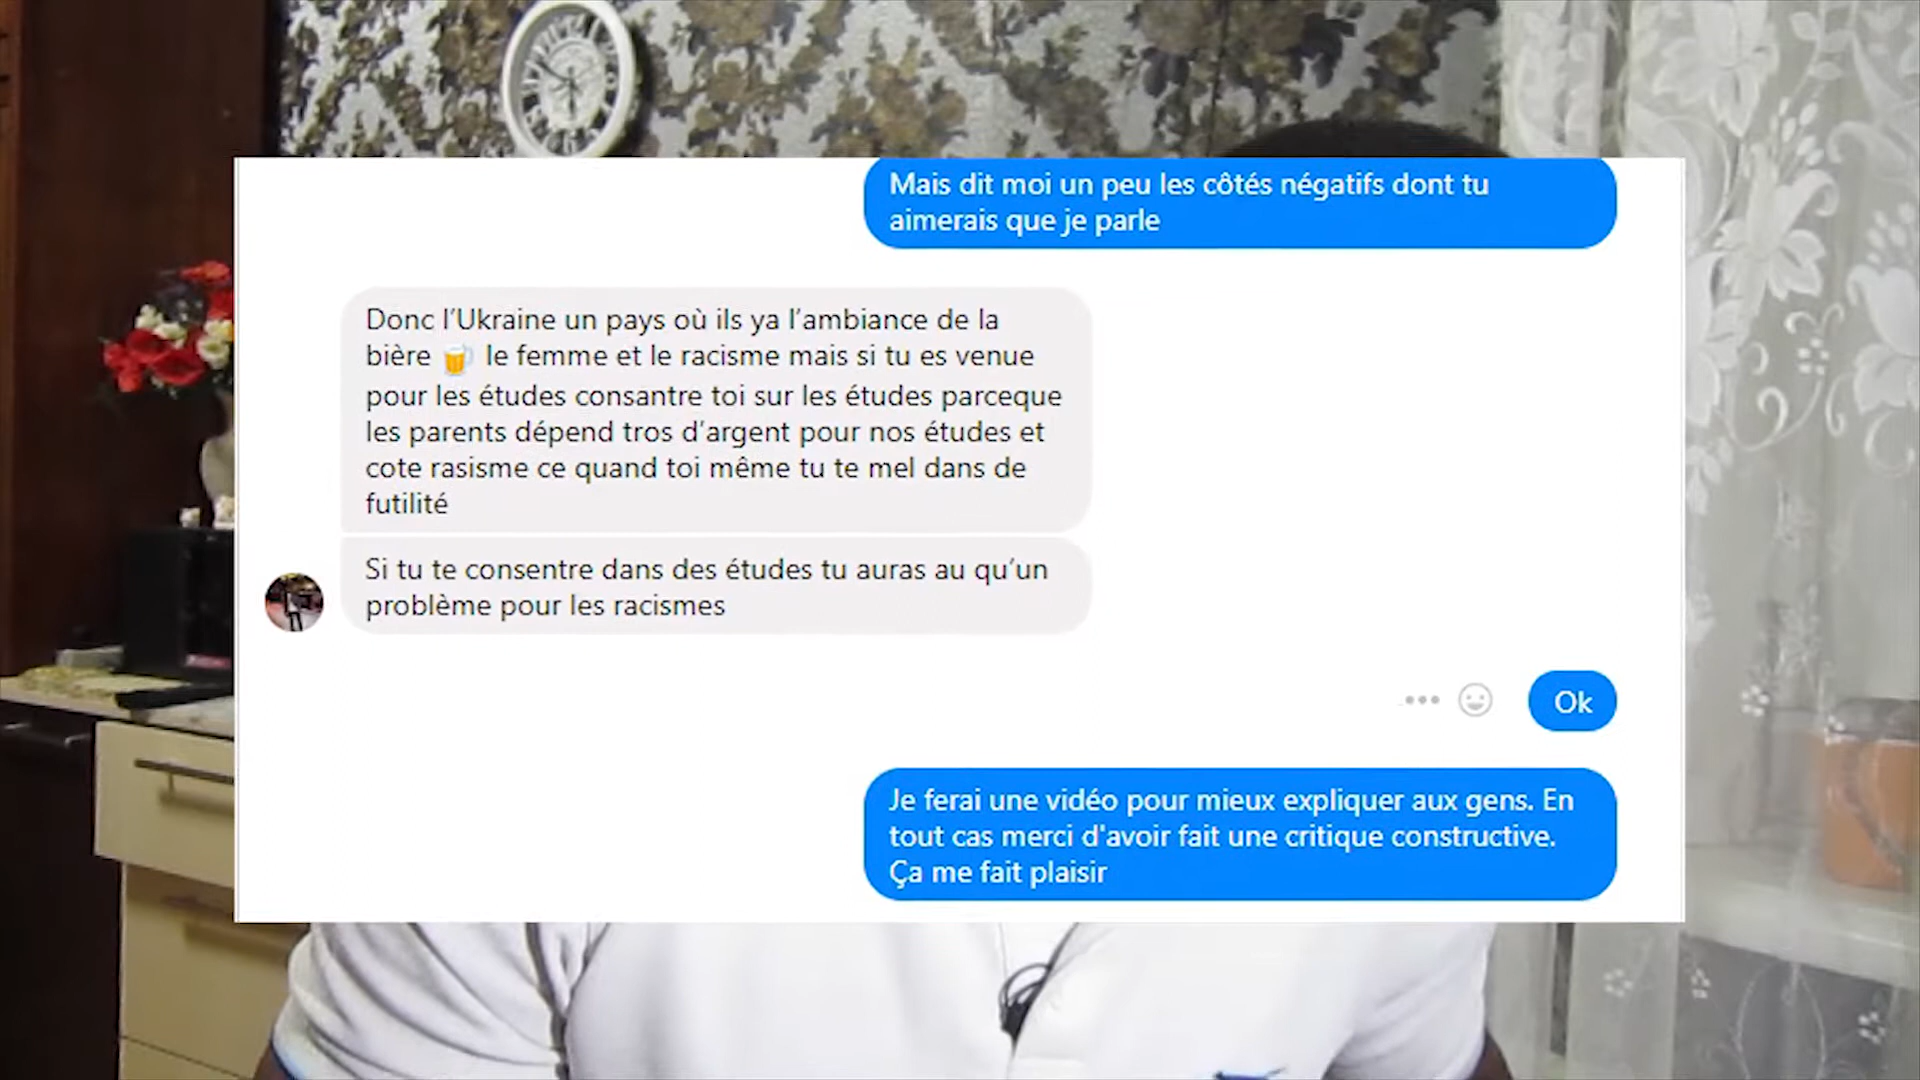 Mais dit moi un peu les côtés négatifs dont tu
aimerais que je parle
Donc l'Ukraine un pays où ils ya l'ambiance de la
bière 🍺 le femme et le racisme mais si tu es venue
pour les études consantre toi sur les études parceque
les parents dépend tros d'argent pour nos études et
cote rasisme ce quand toi même tu te mel dans de
futilité
Si tu te consentre dans des études tu auras au qu'un
problème pour les racismes
Ok
Je ferai une vidéo pour mieux expliquer aux gens. En
tout cas merci d'avoir fait une critique constructive.
Ça me fait plaisir